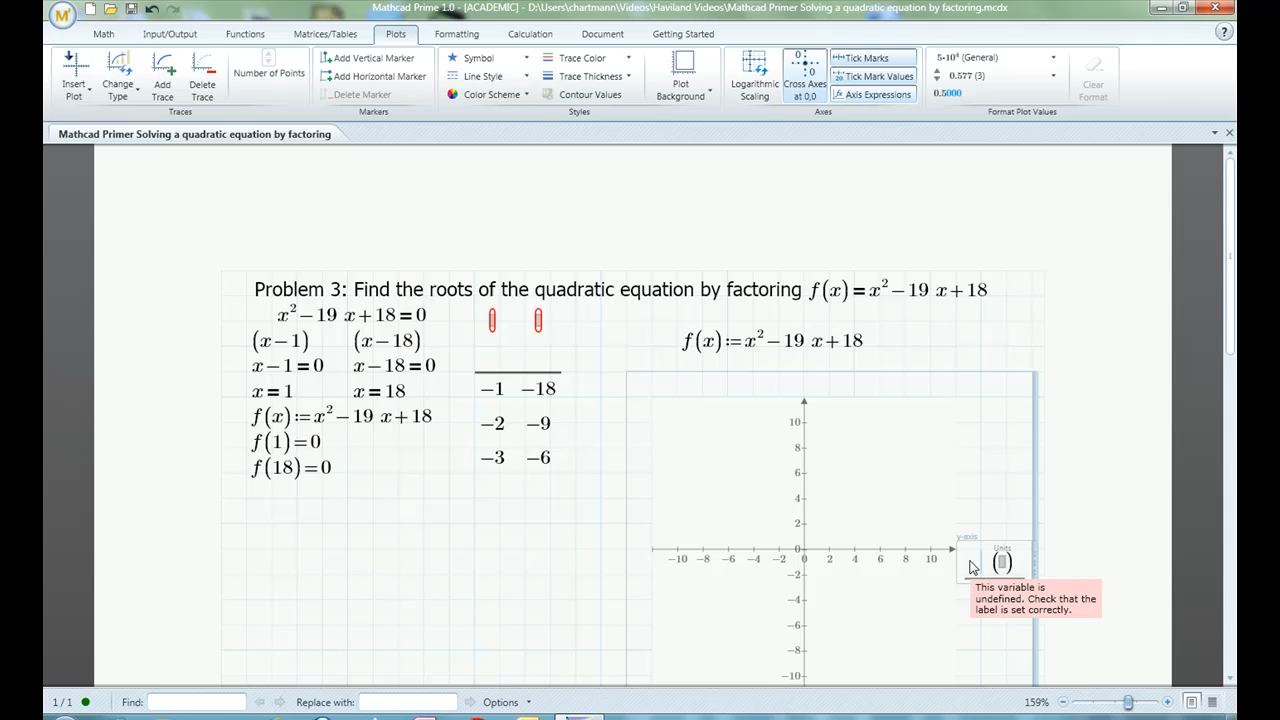 Mathcad Prime 1.0 - [ACADEMIC] - D:\Users\chartmann\Videos\Haviland Videos\Mathcad Primer Solving a quadratic equation by factoring.mcdx
Math Input/Output Functions Matrices/Tables Plots Formatting Calculation Document Getting Started
Insert Plot Change Type Add Trace Delete Trace Number of Points
Traces
Add Vertical Marker
Add Horizontal Marker
Delete Marker
Markers
Symbol Trace Color
Line Style Trace Thickness
Color Scheme Contour Values
Plot Background
Styles
Logarithmic Scaling Cross Axes at 0,0
Tick Marks
Tick Mark Values
Axis Expressions
Axes
5·10⁴ (General)
0.577 (3)
0.5000
Clear Format
Format Plot Values
Mathcad Primer Solving a quadratic equation by factoring
Problem 3: Find the roots of the quadratic equation by factoring f(x)=x²−19 x+18
x²−19 x+18=0
(x−1) (x−18)
x−1=0 x−18=0
x=1 x=18
f(x):=x²−19 x+18
f(1)=0
f(18)=0
−1 −18
−2 −9
−3 −6
f(x):=x²−19 x+18
10
8
6
4
2
0
−2
−4
−6
−8
−10
−10 −8 −6 −4 −2 0 2 4 6 8 10
y-axis
Units
()
This variable is
undefined. Check that the
label is set correctly.
1 / 1 Find: Replace with: Options 159%